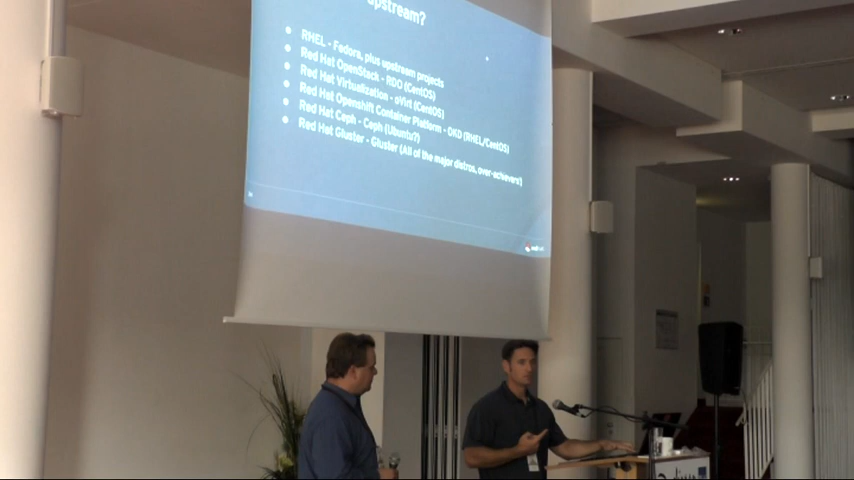 upstream?
RHEL - Fedora, plus upstream projects
Red Hat OpenStack - RDO (CentOS)
Red Hat Virtualization - oVirt (CentOS)
Red Hat Openshift Container Platform - OKD (RHEL/CentOS)
Red Hat Ceph - Ceph (Ubuntu?)
Red Hat Gluster - Gluster (All of the major distros, over-achievers!)